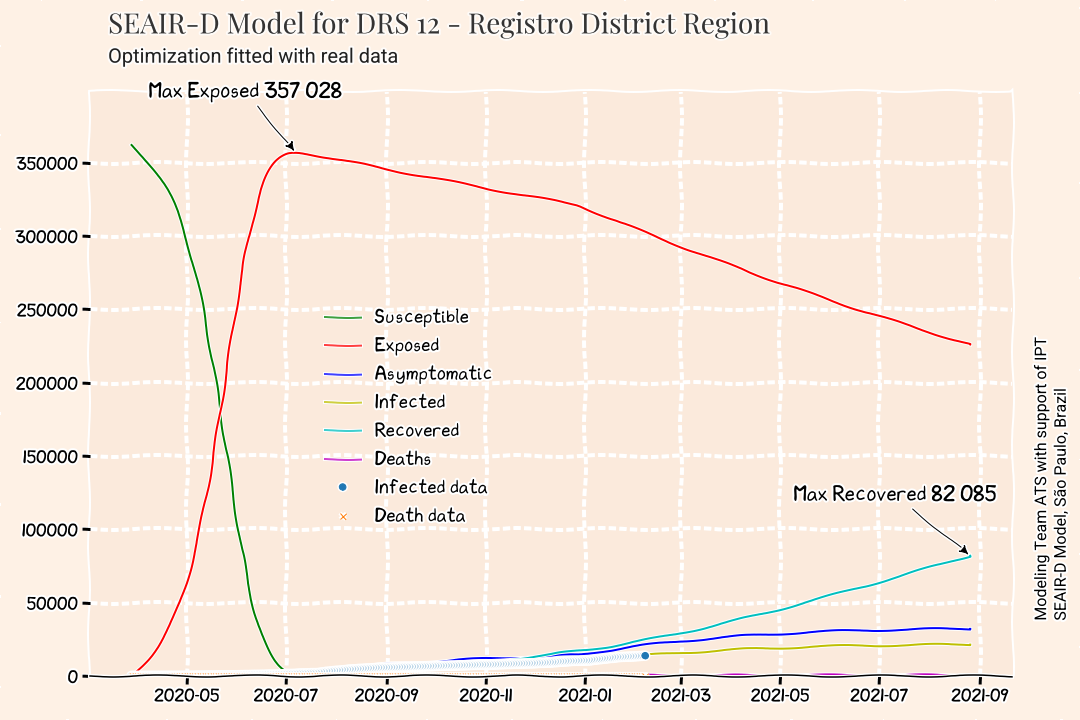 SEAIR-D Model for DRS 12 - Registro District Region
Optimization fitted with real data
Max Exposed 357 028
350000
300000
250000
200000
150000
100000
50000
0
Susceptible
Exposed
Asymptomatic
Infected
Recovered
Deaths
Infected data
Death data
Max Recovered 82 085
2020-05
2020-07
2020-09
2020-11
2021-01
2021-03
2021-05
2021-07
2021-09
Modeling Team ATS with support of IPT
SEAIR-D Model, São Paulo, Brazil